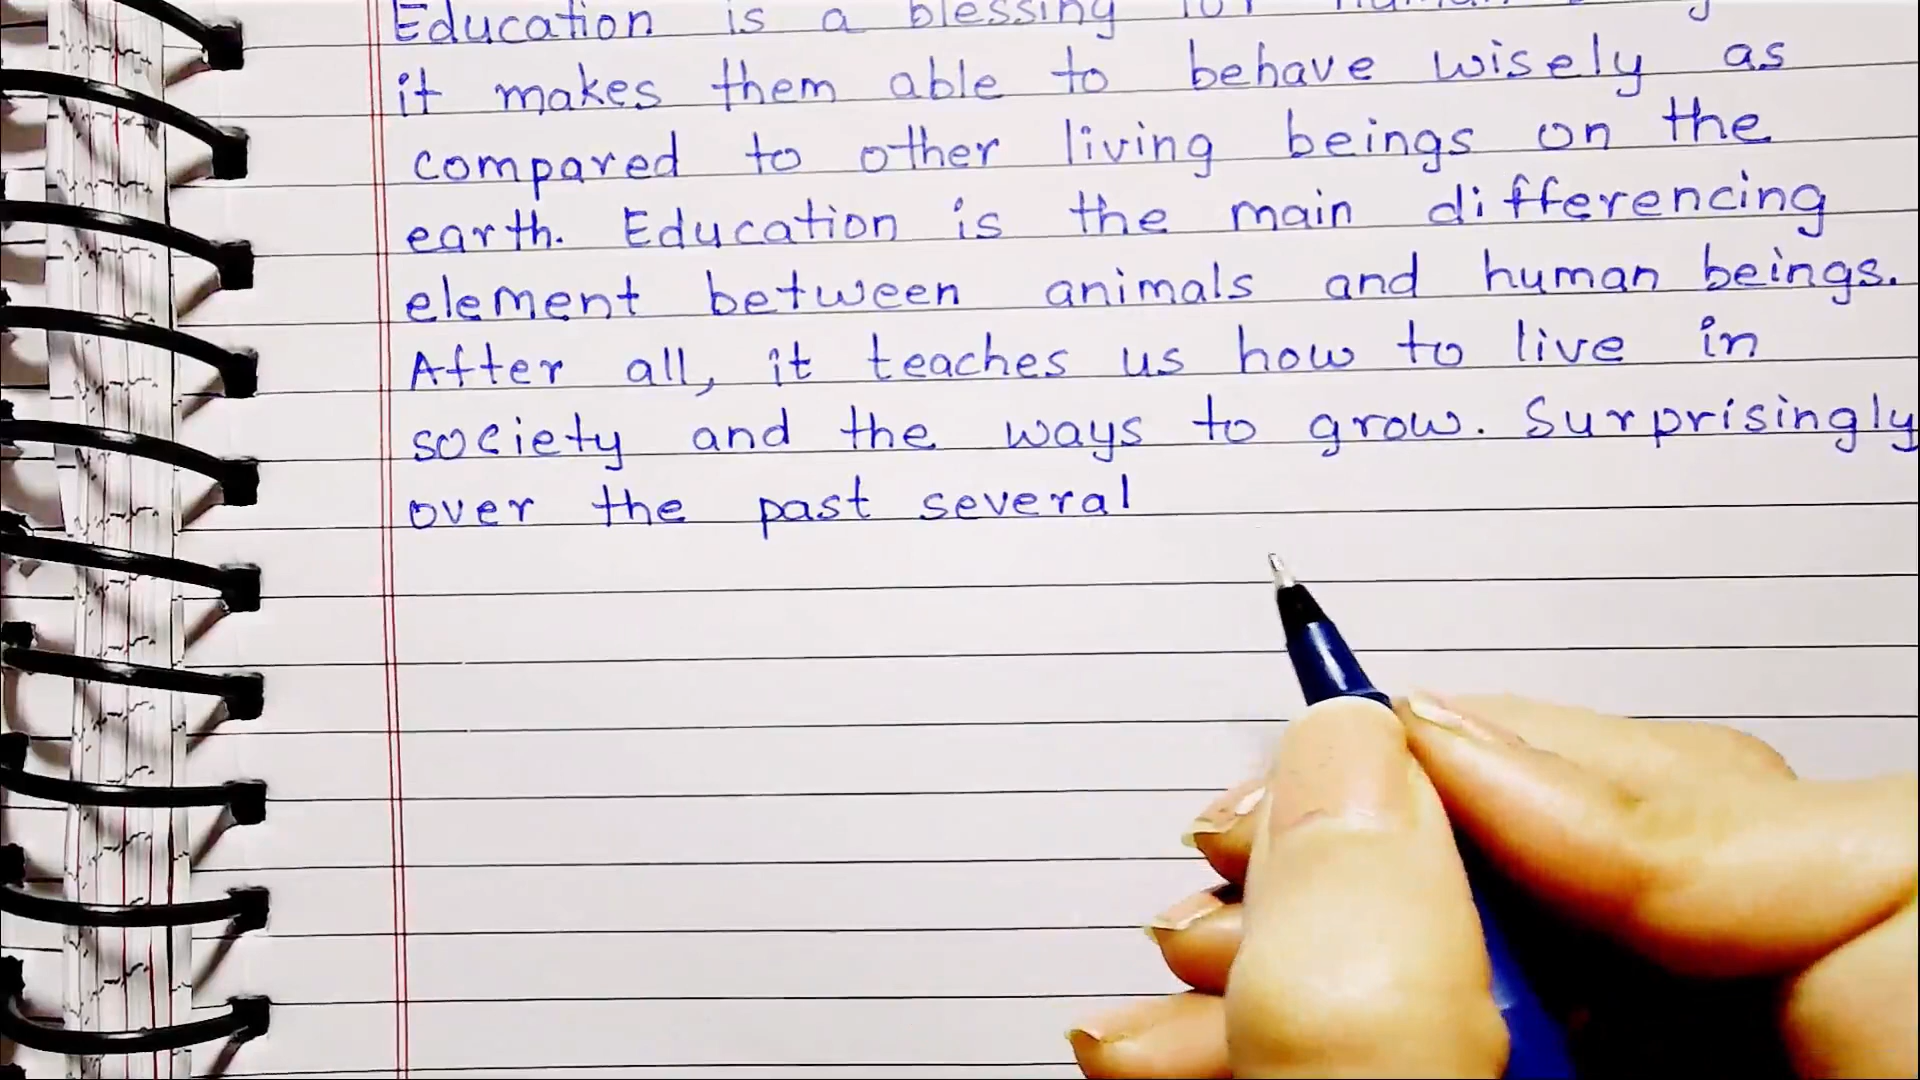 Education is a blessing for human
it makes them able to behave wisely as
compared to other living beings on the
earth. Education is the main differencing
element between animals and human beings.
After all, it teaches us how to live in
society and the ways to grow. Surprisingly
over the past several